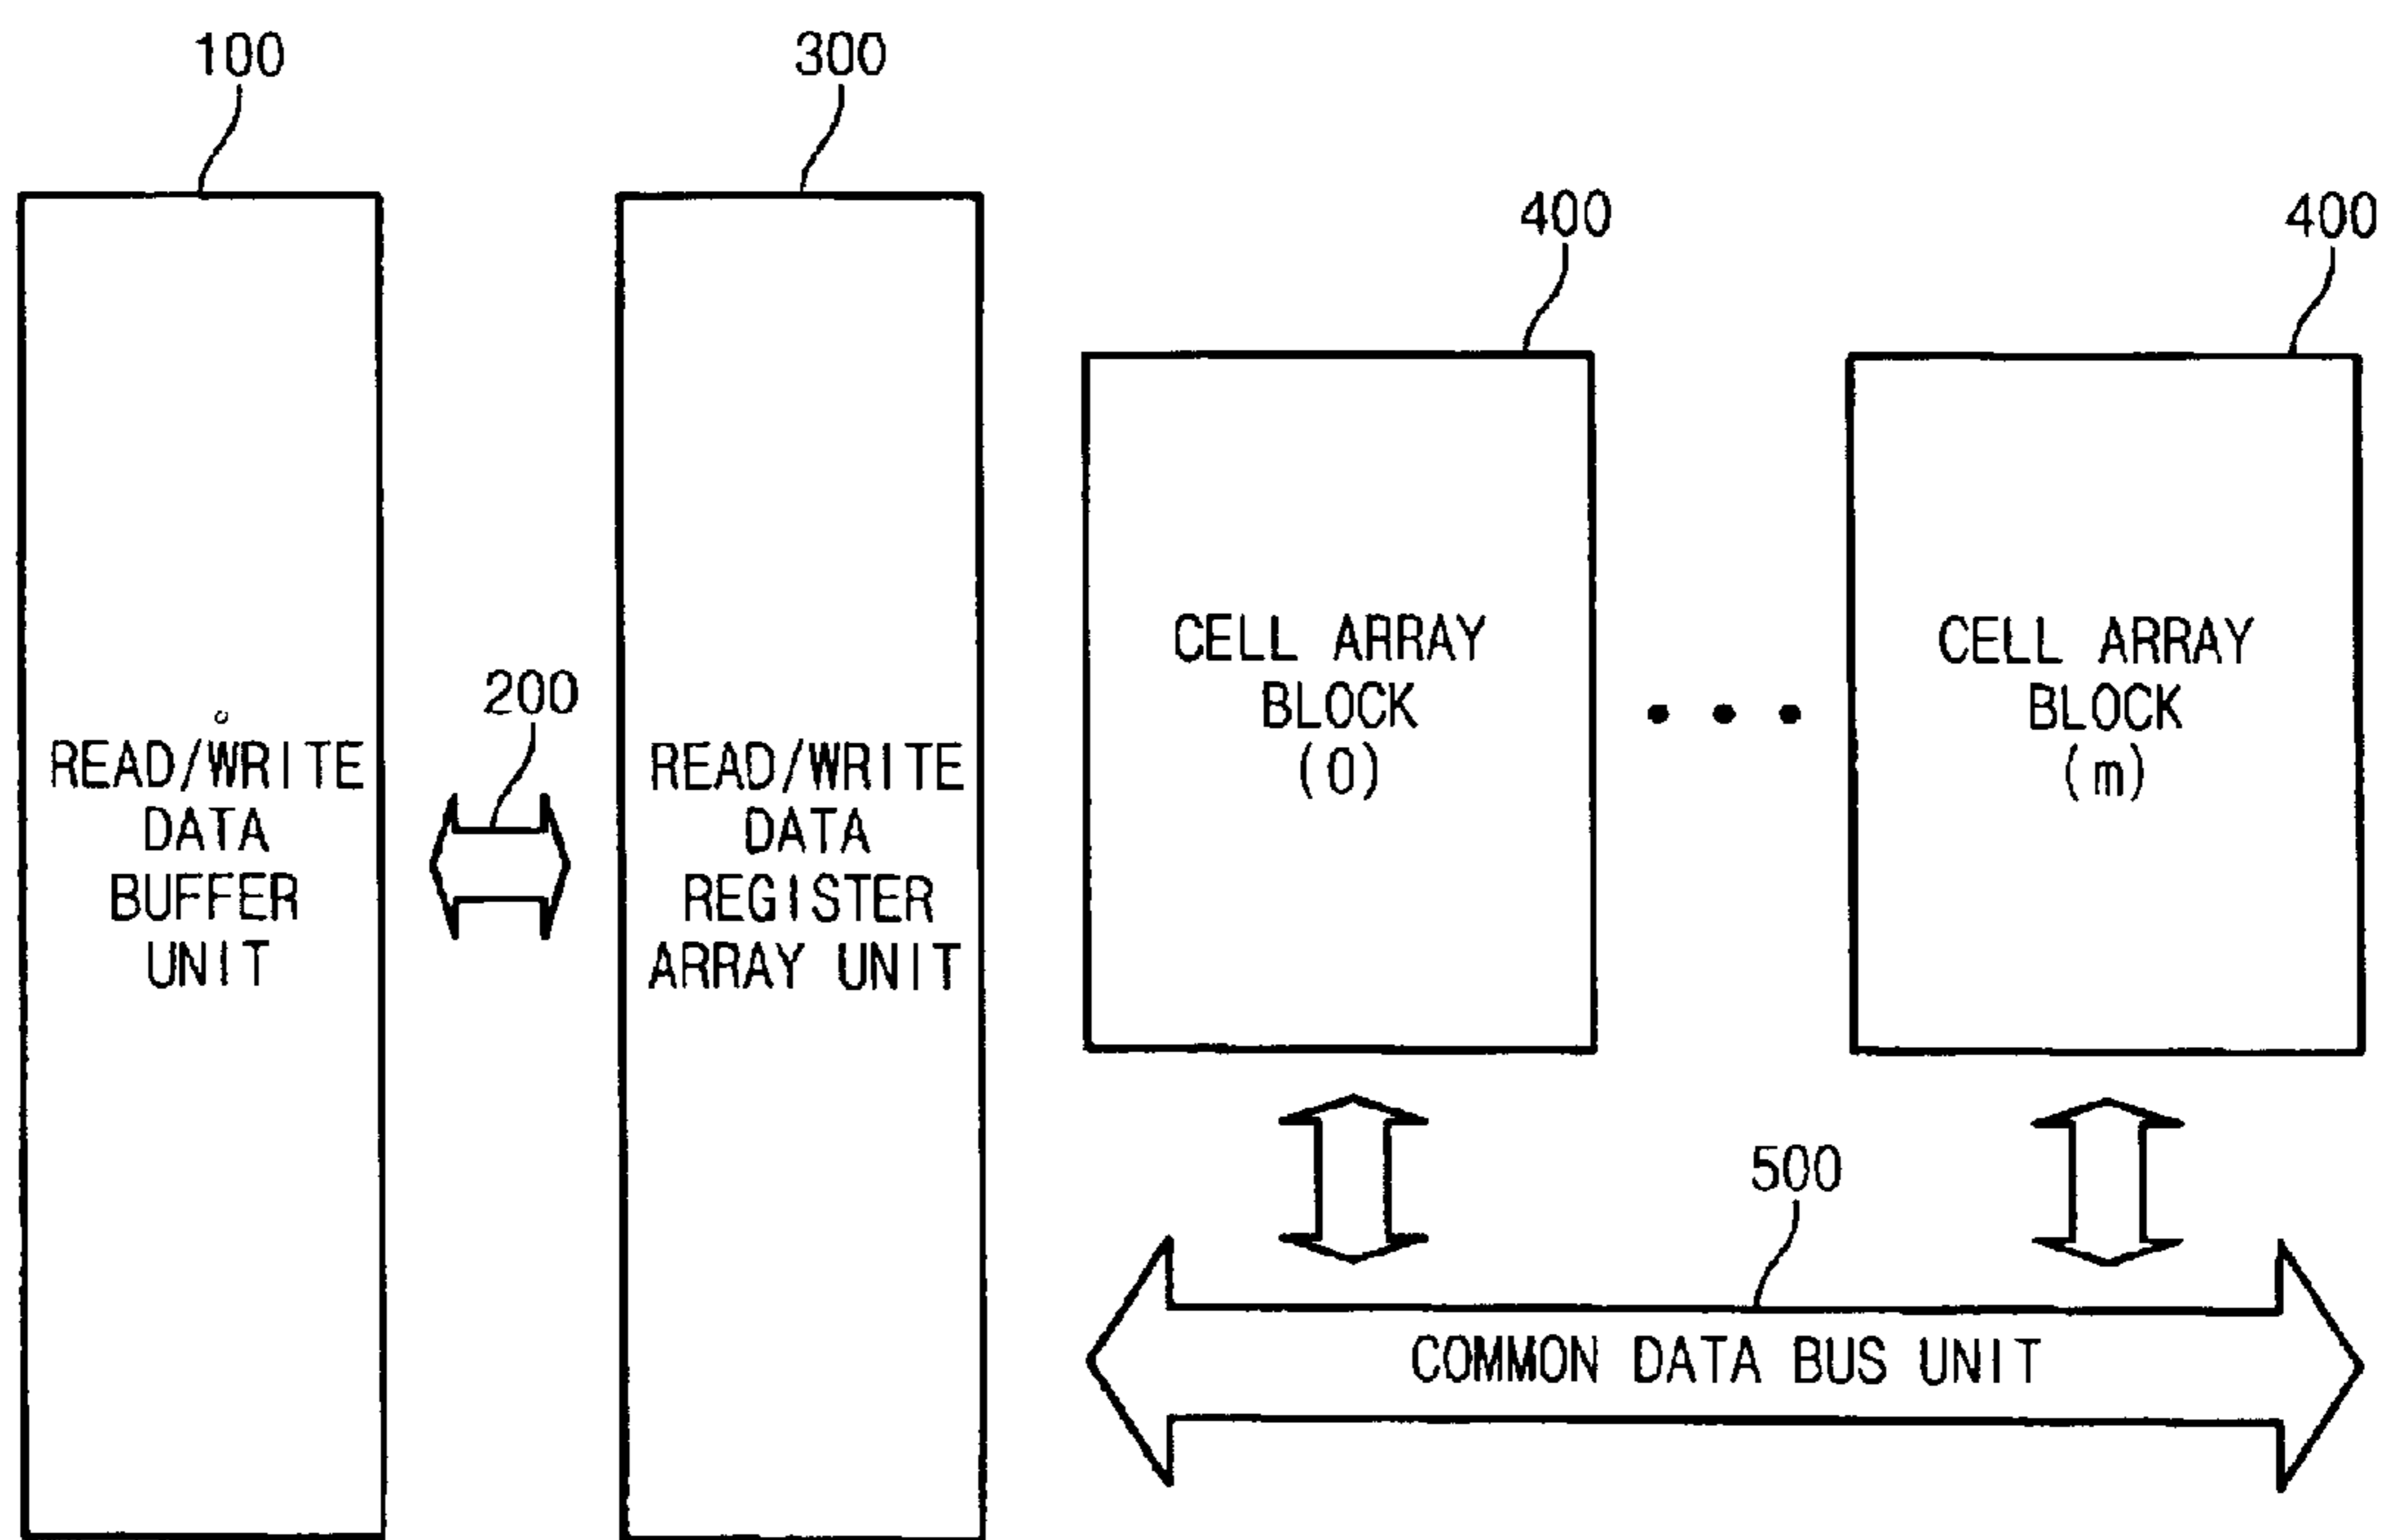 100
300
400
400
READ/WRITE
DATA
BUFFER
UNIT
200
READ/WRITE
DATA
REGISTER
ARRAY UNIT
CELL ARRAY
BLOCK
(0)
CELL ARRAY
BLOCK
(m)
500
COMMON DATA BUS UNIT